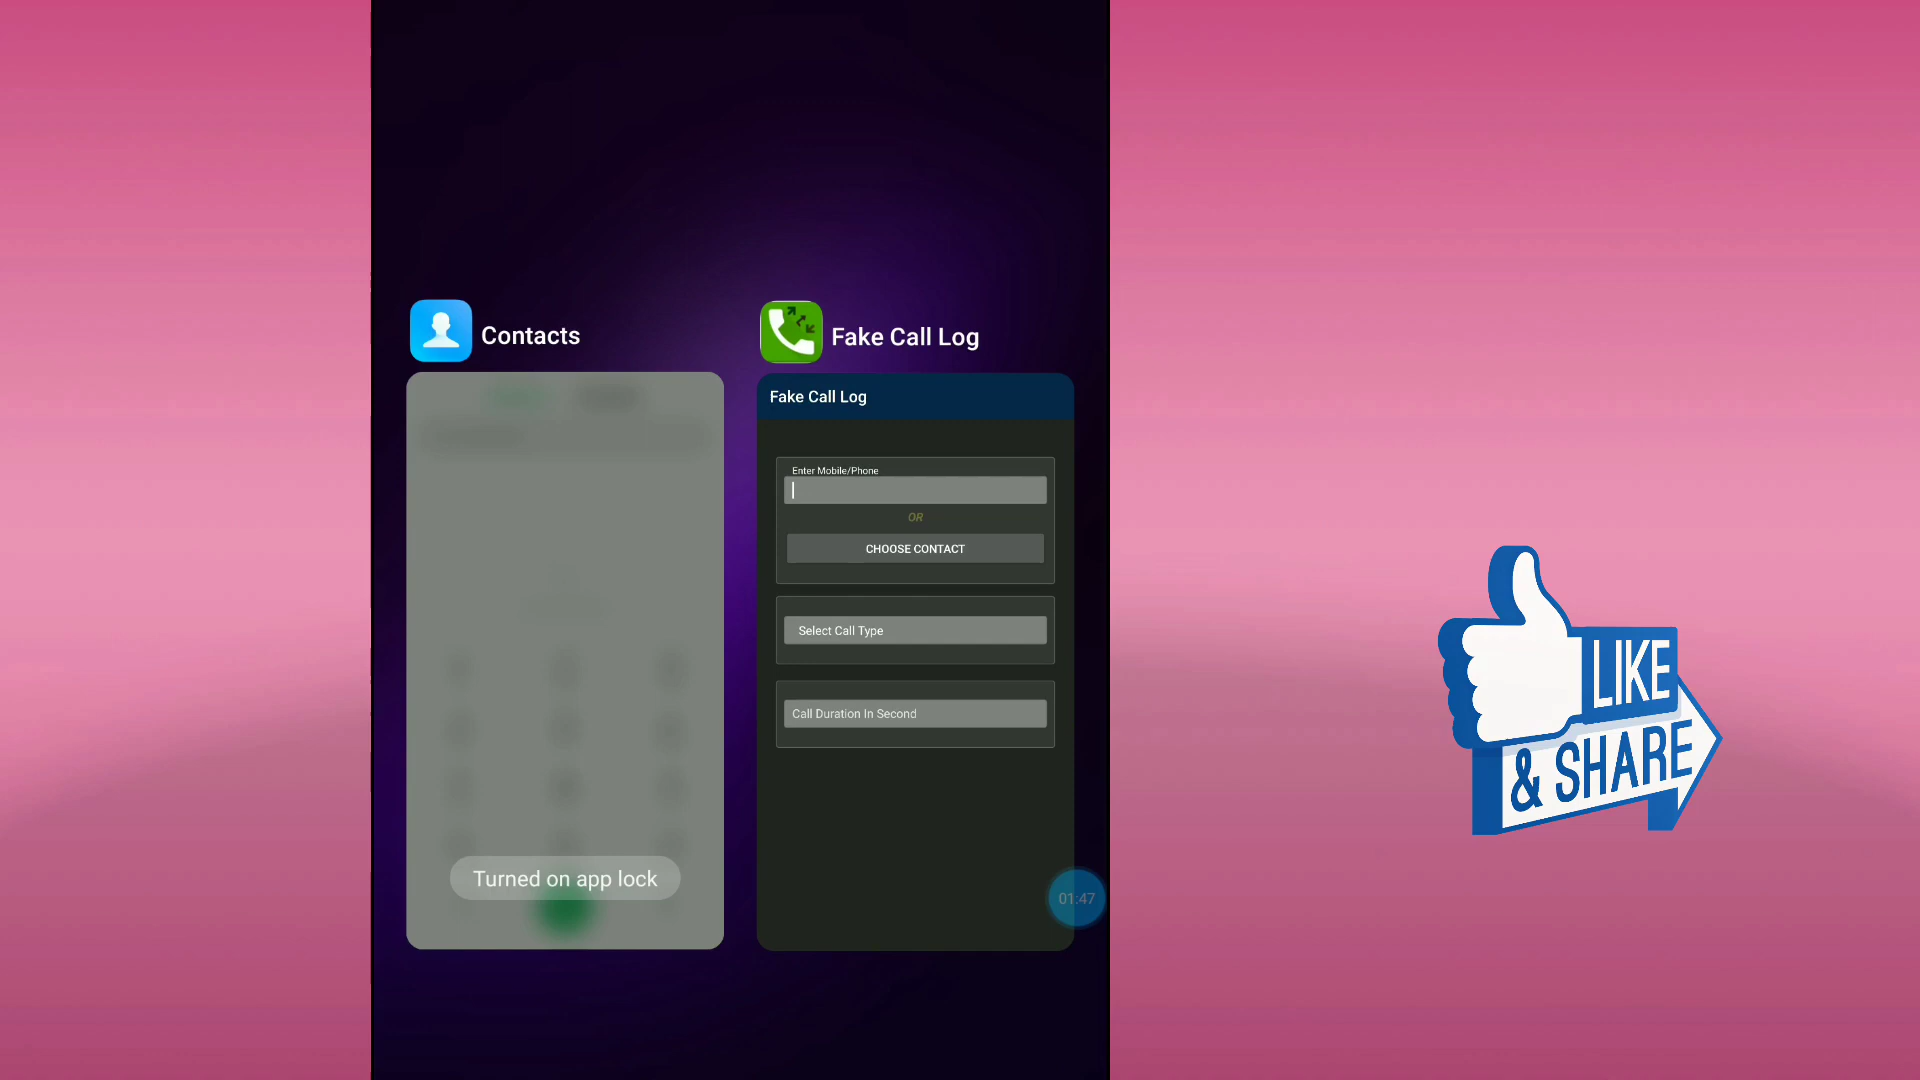 Contacts
Fake Call Log
Fake Call Log
Enter Mobile/Phone
OR
CHOOSE CONTACT
Select Call Type
Call Duration In Second
Turned on app lock
01:47
LIKE
& SHARE